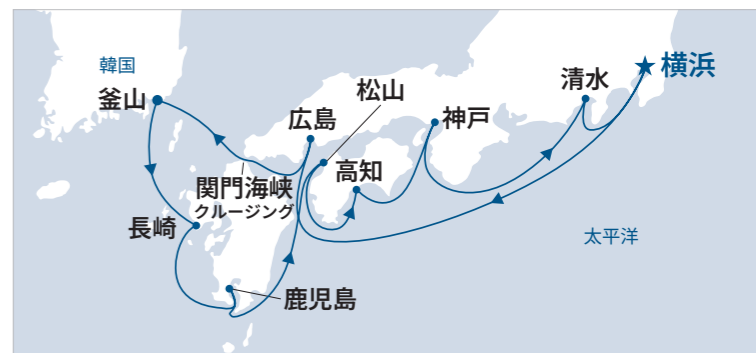 韓国
釜山
松山
広島
神戸
清水
★横浜
高知
関門海峡
クルージング
長崎
太平洋
鹿児島